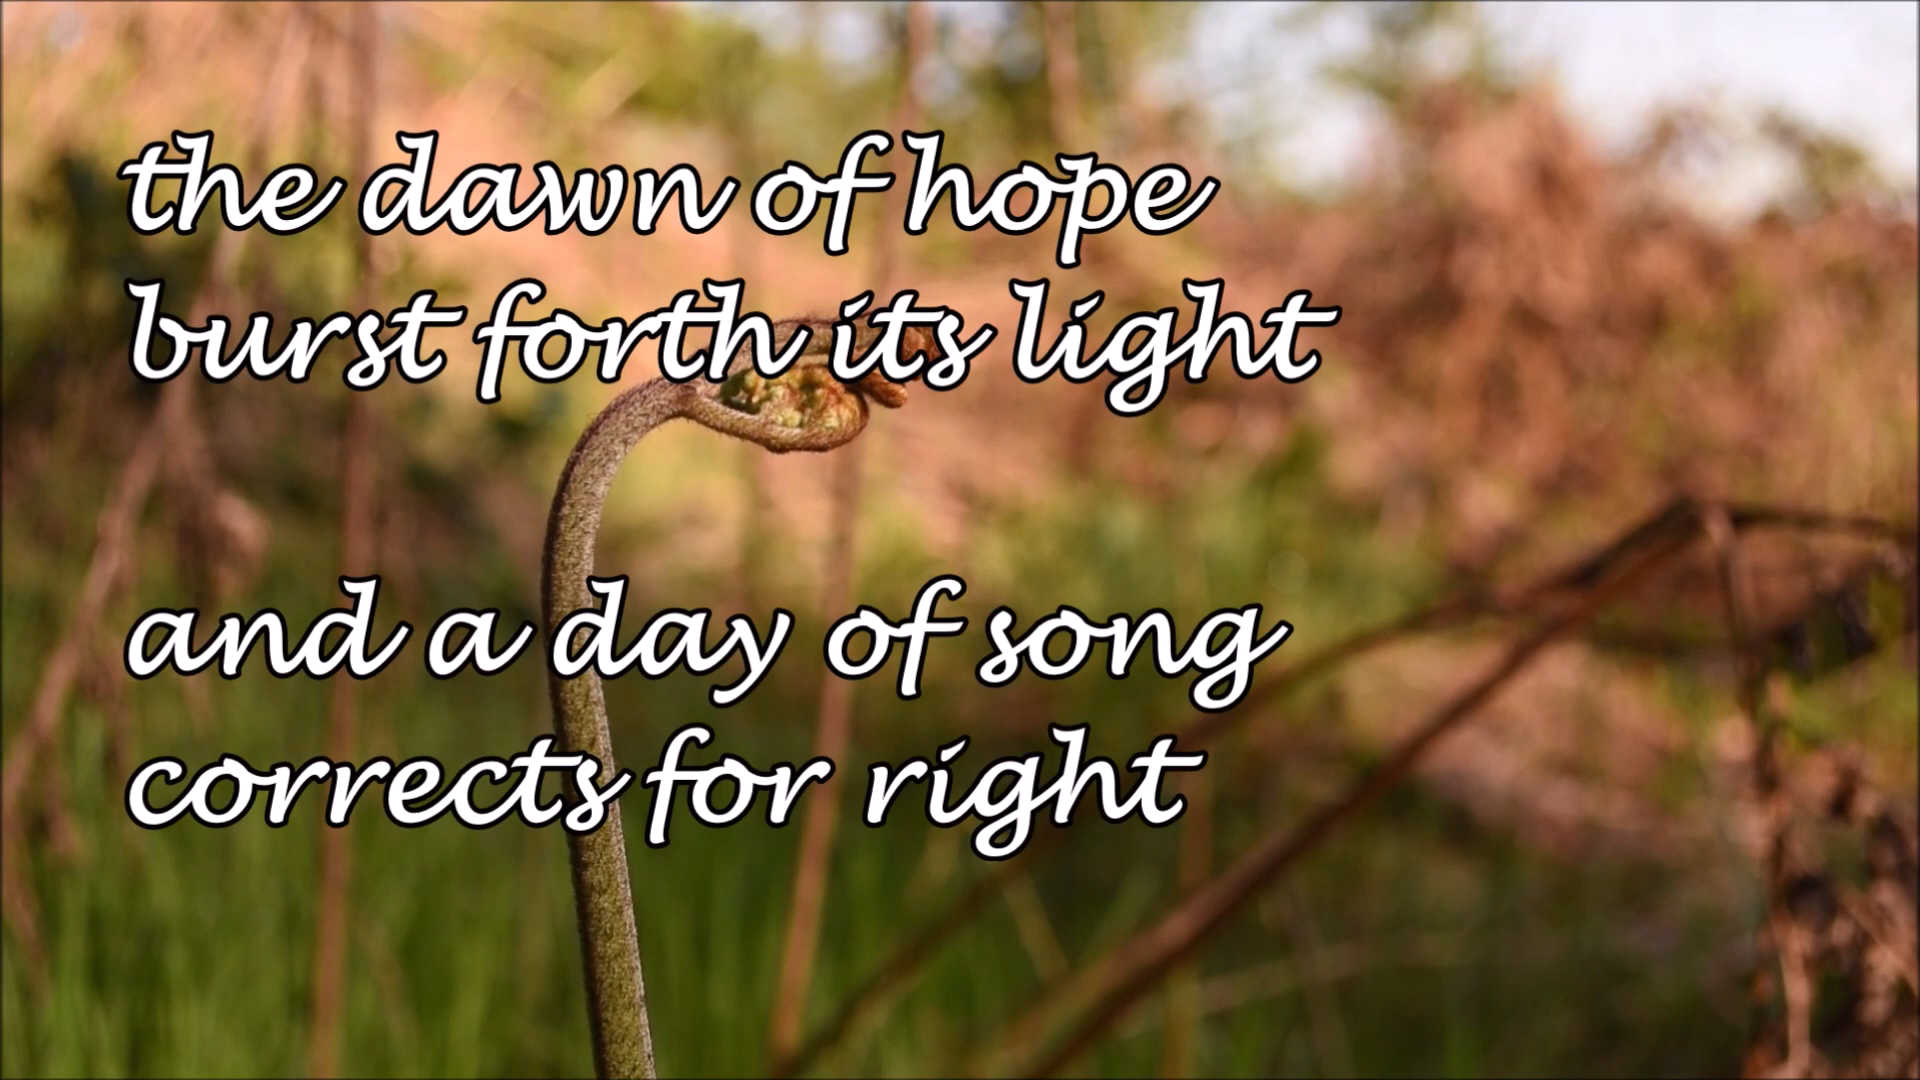 the dawn of hope
burst forth its light
and a day of song
corrects for right